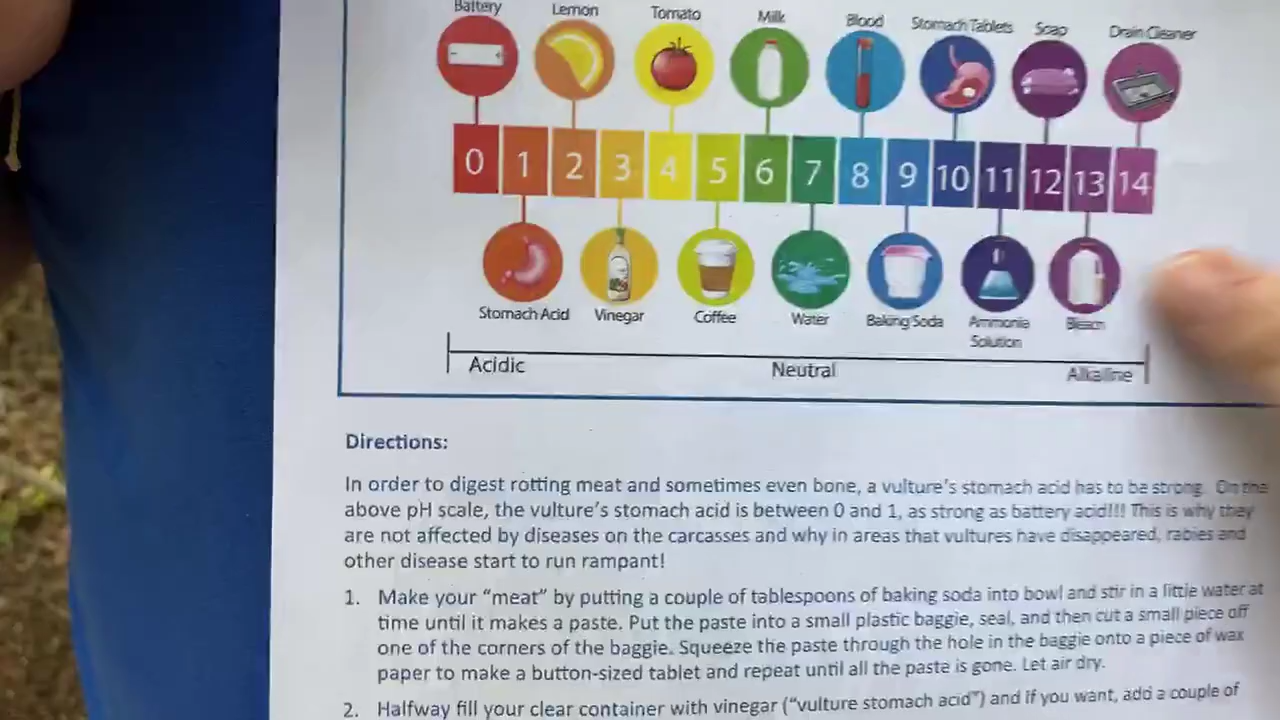 Battery Lemon Tomato Milk Blood Stomach Tablets Soap Drain Cleaner
0 1 2 3 4 5 6 7 8 9 10 11 12 13 14
Stomach Acid Vinegar Coffee Water Baking Soda Ammonia Solution Bleach
Acidic Neutral Alkaline
Directions:
In order to digest rotting meat and sometimes even bone, a vulture's stomach acid has to be strong. On the
above pH scale, the vulture's stomach acid is between 0 and 1, as strong as battery acid!!! This is why they
are not affected by diseases on the carcasses and why in areas that vultures have disappeared, rabies and
other disease start to run rampant!
1. Make your "meat" by putting a couple of tablespoons of baking soda into bowl and stir in a little water at
time until it makes a paste. Put the paste into a small plastic baggie, seal, and then cut a small piece off
one of the corners of the baggie. Squeeze the paste through the hole in the baggie onto a piece of wax
paper to make a button-sized tablet and repeat until all the paste is gone. Let air dry.
2. Halfway fill your clear container with vinegar ("vulture stomach acid") and if you want, add a couple of